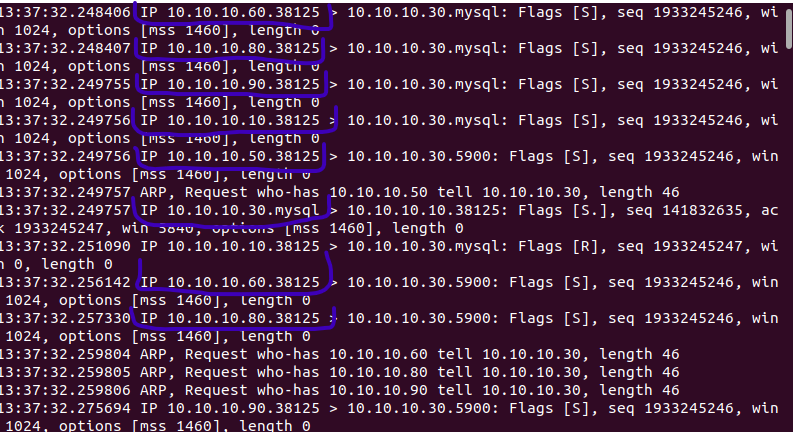 13:37:32.248406 IP 10.10.10.60.38125 > 10.10.10.30.mysql: Flags [S], seq 1933245246, wi
n 1024, options [mss 1460], length 0
13:37:32.248407 IP 10.10.10.80.38125 > 10.10.10.30.mysql: Flags [S], seq 1933245246, wi
n 1024, options [mss 1460], length 0
13:37:32.249755 IP 10.10.10.90.38125 > 10.10.10.30.mysql: Flags [S], seq 1933245246, wi
n 1024, options [mss 1460], length 0
13:37:32.249756 IP 10.10.10.10.38125 > 10.10.10.30.mysql: Flags [S], seq 1933245246, wi
n 1024, options [mss 1460], length 0
13:37:32.249756 IP 10.10.10.50.38125 > 10.10.10.30.5900: Flags [S], seq 1933245246, win
1024, options [mss 1460], length 0
13:37:32.249757 ARP, Request who-has 10.10.10.50 tell 10.10.10.30, length 46
13:37:32.249757 IP 10.10.10.30.mysql > 10.10.10.10.38125: Flags [S.], seq 141832635, ac
k 1933245247, win 5840, options [mss 1460], length 0
13:37:32.251090 IP 10.10.10.10.38125 > 10.10.10.30.mysql: Flags [R], seq 1933245247, wi
n 0, length 0
13:37:32.256142 IP 10.10.10.60.38125 > 10.10.10.30.5900: Flags [S], seq 1933245246, win
1024, options [mss 1460], length 0
13:37:32.257330 IP 10.10.10.80.38125 > 10.10.10.30.5900: Flags [S], seq 1933245246, win
1024, options [mss 1460], length 0
13:37:32.259804 ARP, Request who-has 10.10.10.60 tell 10.10.10.30, length 46
13:37:32.259805 ARP, Request who-has 10.10.10.80 tell 10.10.10.30, length 46
13:37:32.259806 ARP, Request who-has 10.10.10.90 tell 10.10.10.30, length 46
13:37:32.275694 IP 10.10.10.90.38125 > 10.10.10.30.5900: Flags [S], seq 1933245246, win
1024, options [mss 1460], length 0